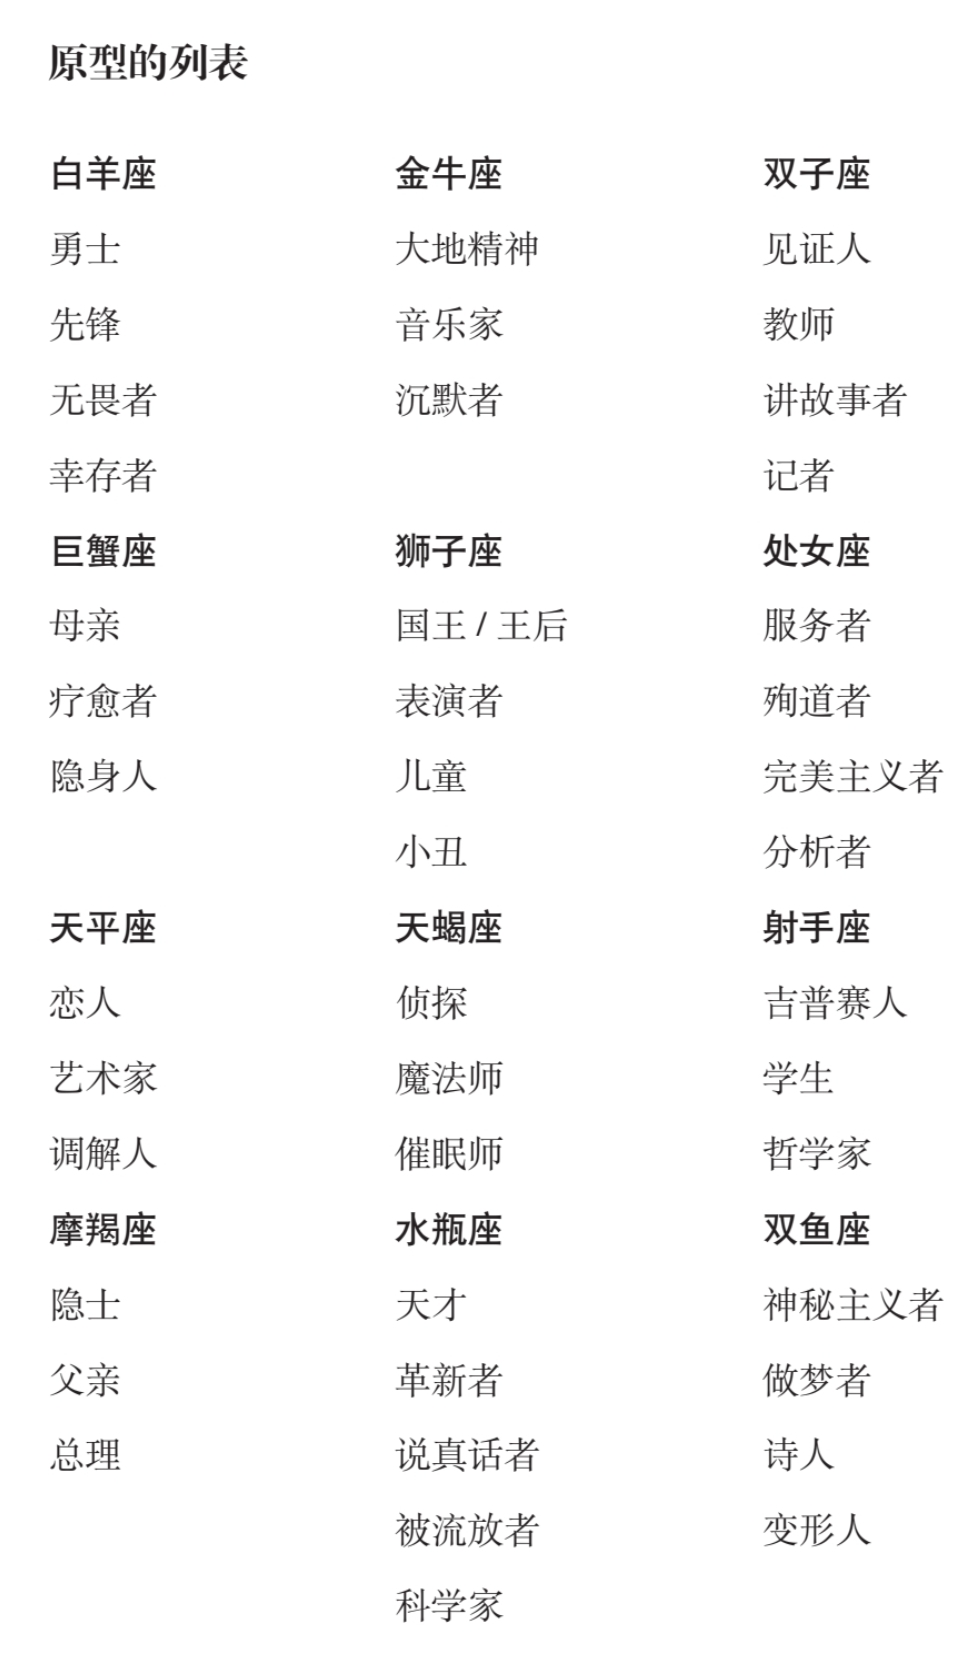 原型的列表
白羊座 金牛座 双子座
勇士 大地精神 见证人
先锋 音乐家 教师
无畏者 沉默者 讲故事者
幸存者 记者
巨蟹座 狮子座 处女座
母亲 国王 / 王后 服务者
疗愈者 表演者 殉道者
隐身人 儿童 完美主义者
小丑 分析者
天平座 天蝎座 射手座
恋人 侦探 吉普赛人
艺术家 魔法师 学生
调解人 催眠师 哲学家
摩羯座 水瓶座 双鱼座
隐士 天才 神秘主义者
父亲 革新者 做梦者
总理 说真话者 诗人
被流放者 变形人
科学家